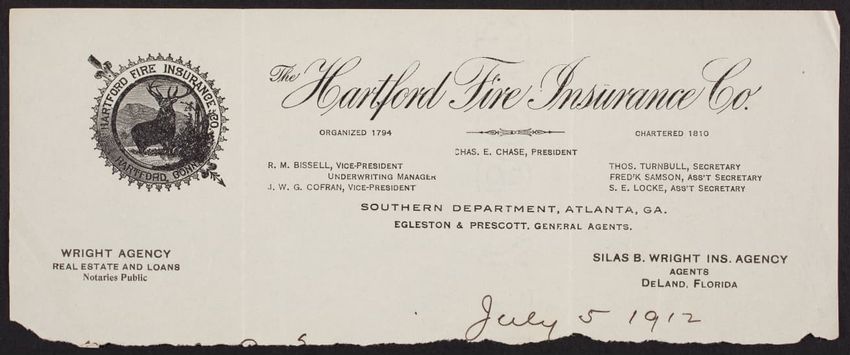 HARTFORD FIRE INSURANCE CO.
HARTFORD, CONN.
The Hartford Fire Insurance Co.
ORGANIZED 1794
CHARTERED 1810
CHAS. E. CHASE, PRESIDENT
R. M. BISSELL, VICE-PRESIDENT
UNDERWRITING MANAGER
J. W. G. COFRAN, VICE-PRESIDENT
THOS. TURNBULL, SECRETARY
FRED'K SAMSON, ASS'T SECRETARY
S. E. LOCKE, ASS'T SECRETARY
SOUTHERN DEPARTMENT, ATLANTA, GA.
EGLESTON & PRESCOTT, GENERAL AGENTS.
WRIGHT AGENCY
REAL ESTATE AND LOANS
Notaries Public
SILAS B. WRIGHT INS. AGENCY
AGENTS
DELAND, FLORIDA
July 5 1912